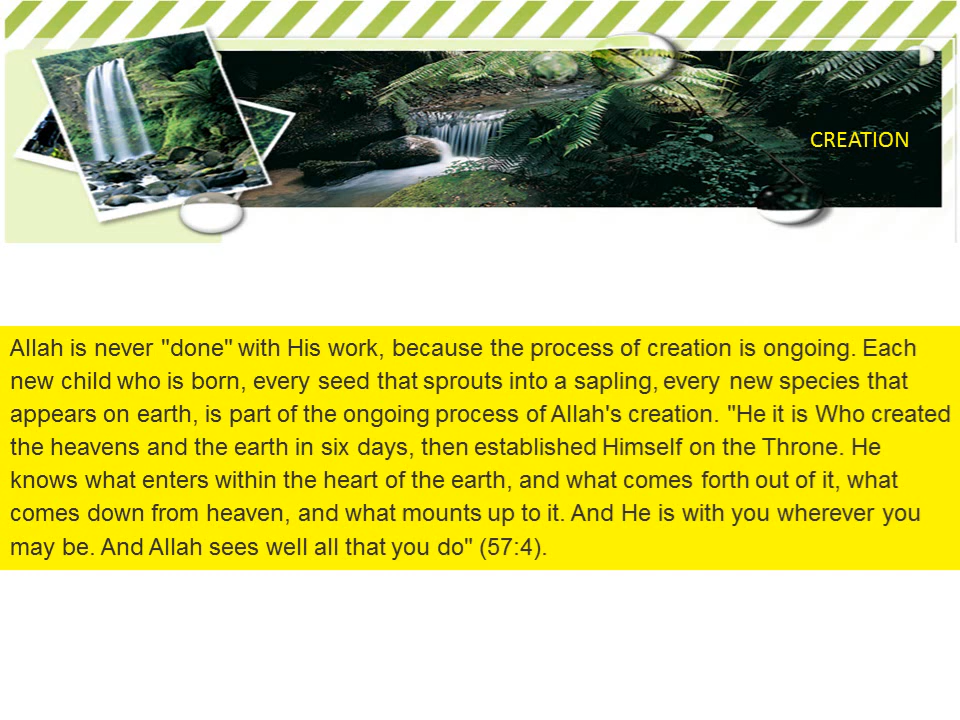 CREATION
Allah is never "done" with His work, because the process of creation is ongoing. Each
new child who is born, every seed that sprouts into a sapling, every new species that
appears on earth, is part of the ongoing process of Allah's creation. "He it is Who created
the heavens and the earth in six days, then established Himself on the Throne. He
knows what enters within the heart of the earth, and what comes forth out of it, what
comes down from heaven, and what mounts up to it. And He is with you wherever you
may be. And Allah sees well all that you do" (57:4).